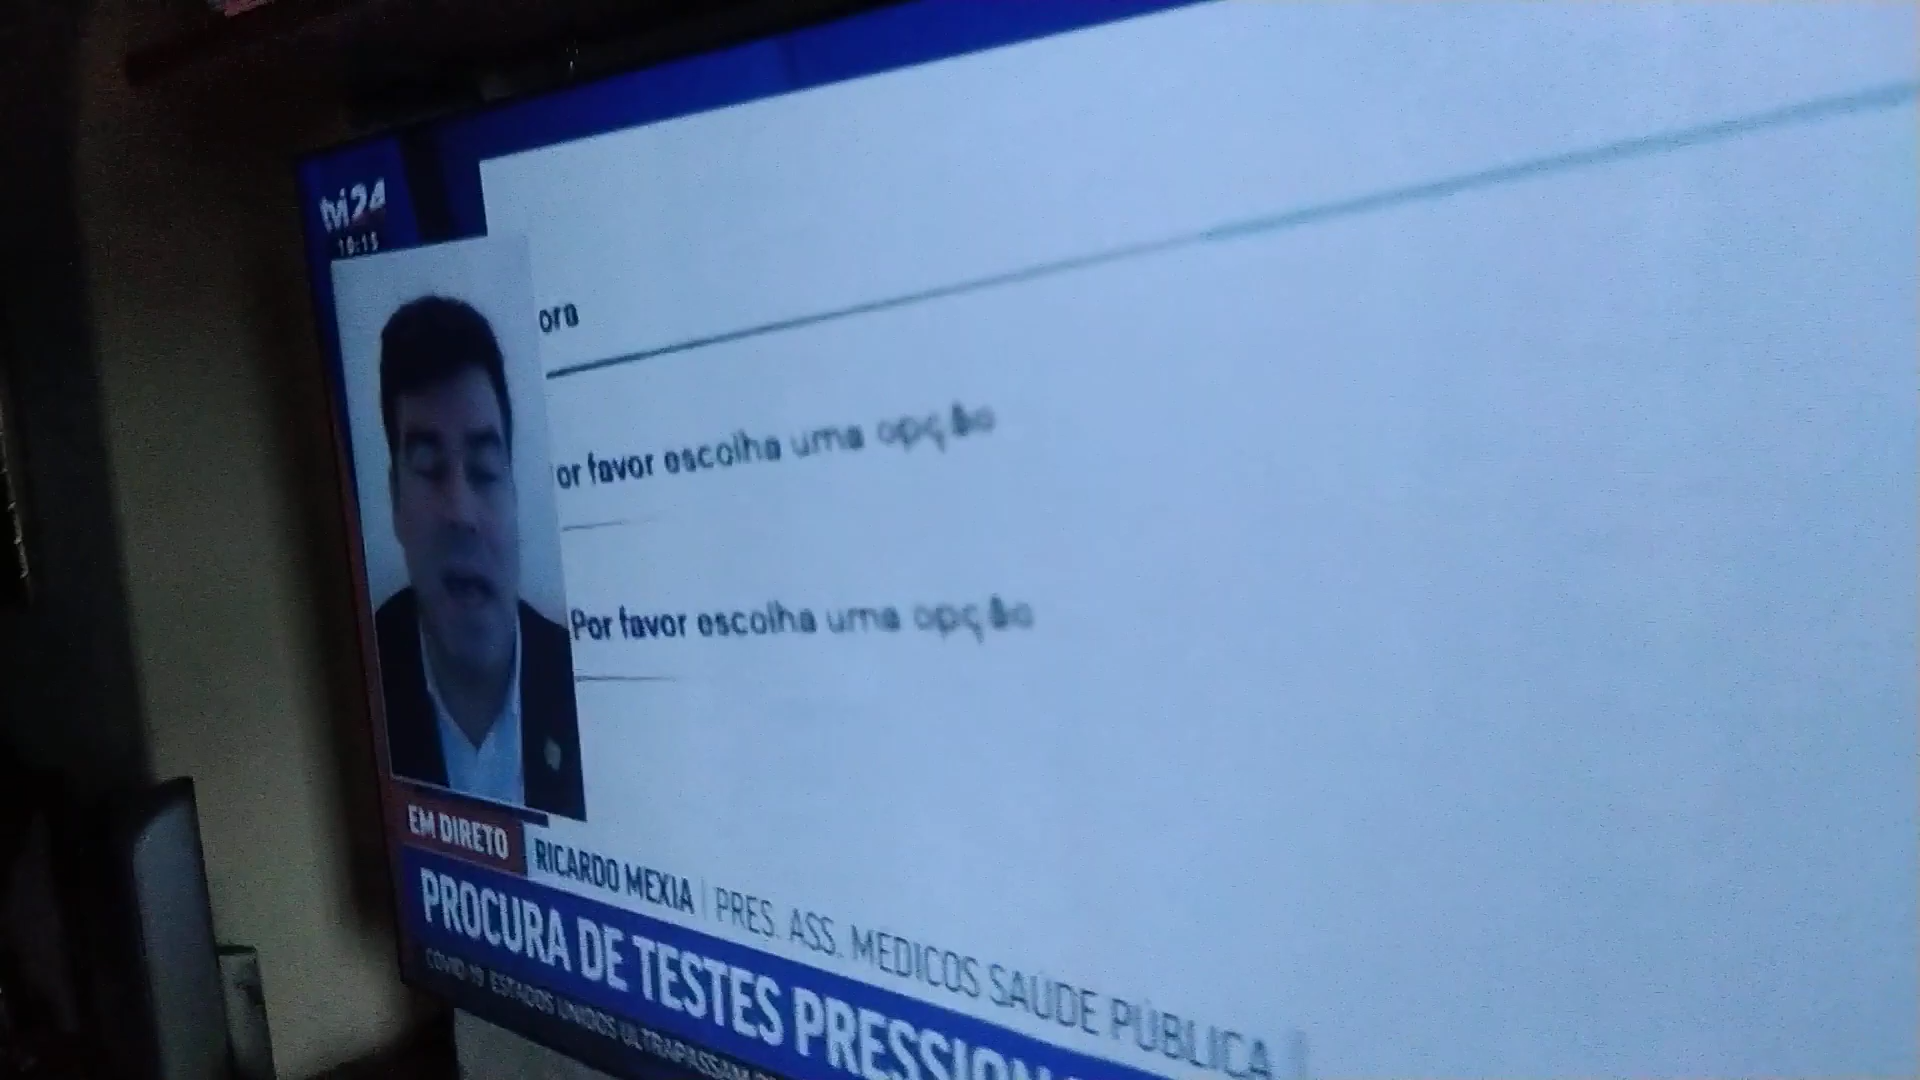 tvi24
19:15
ora
or favor escolha uma opção
Por favor escolha uma opção
EM DIRETO
RICARDO MEXIA | PRES. ASS. MEDICOS SAÚDE PÚBLICA |
PROCURA DE TESTES PRESSION
COVID-19 ESTADOS UNIDOS ULTRAPASSAM